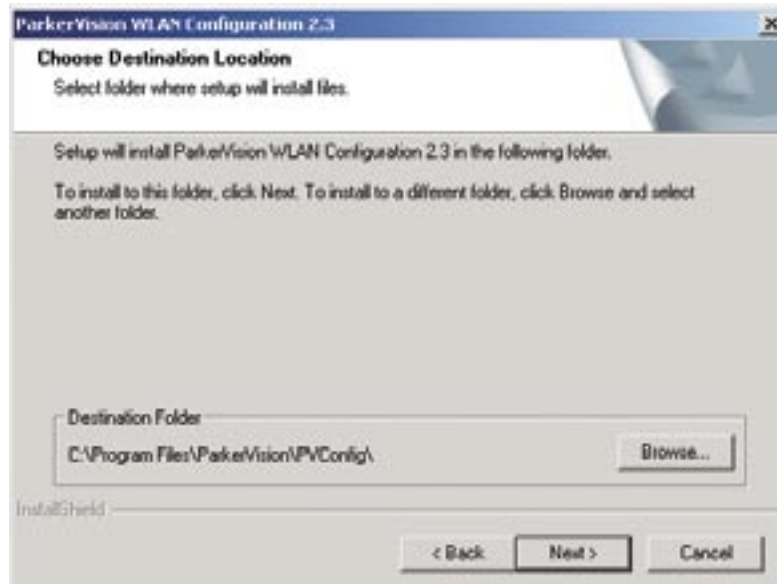 ParkerVision WLAN Configuration 2.3
Choose Destination Location
Select folder where setup will install files.
Setup will install ParkerVision WLAN Configuration 2.3 in the following folder.
To install to this folder, click Next. To install to a different folder, click Browse and select
another folder.
Destination Folder
C:\Program Files\ParkerVision\PVConfig\
Browse...
InstallShield
< Back
Next >
Cancel